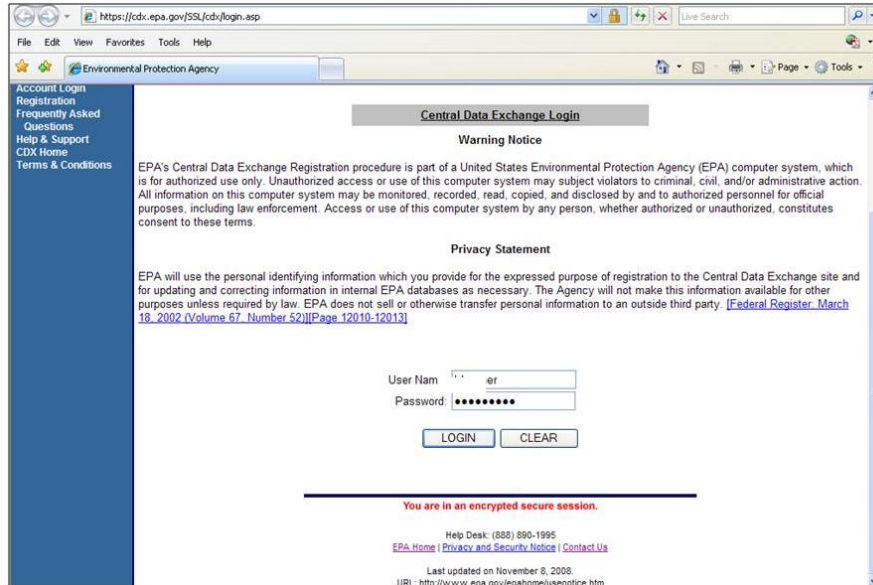 https://cdx.epa.gov/SSL/cdx/login.asp
Live Search
File Edit View Favorites Tools Help
Environmental Protection Agency
Page Tools
Account Login
Registration
Frequently Asked
Questions
Help & Support
CDX Home
Terms & Conditions
Central Data Exchange Login
Warning Notice
EPA's Central Data Exchange Registration procedure is part of a United States Environmental Protection Agency (EPA) computer system, which
is for authorized use only. Unauthorized access or use of this computer system may subject violators to criminal, civil, and/or administrative action.
All information on this computer system may be monitored, recorded, read, copied, and disclosed by and to authorized personnel for official
purposes, including law enforcement. Access or use of this computer system by any person, whether authorized or unauthorized, constitutes
consent to these terms.
Privacy Statement
EPA will use the personal identifying information which you provide for the expressed purpose of registration to the Central Data Exchange site and
for updating and correcting information in internal EPA databases as necessary. The Agency will not make this information available for other
purposes unless required by law. EPA does not sell or otherwise transfer personal information to an outside third party. [Federal Register: March
18, 2002 (Volume 67, Number 52)][Page 12010-12013]
User Nam er
Password: •••••••••
LOGIN CLEAR
You are in an encrypted secure session.
Help Desk: (888) 890-1995
EPA Home | Privacy and Security Notice | Contact Us
Last updated on November 8, 2008.
URL: http://www.epa.gov/epahome/usenotice.htm